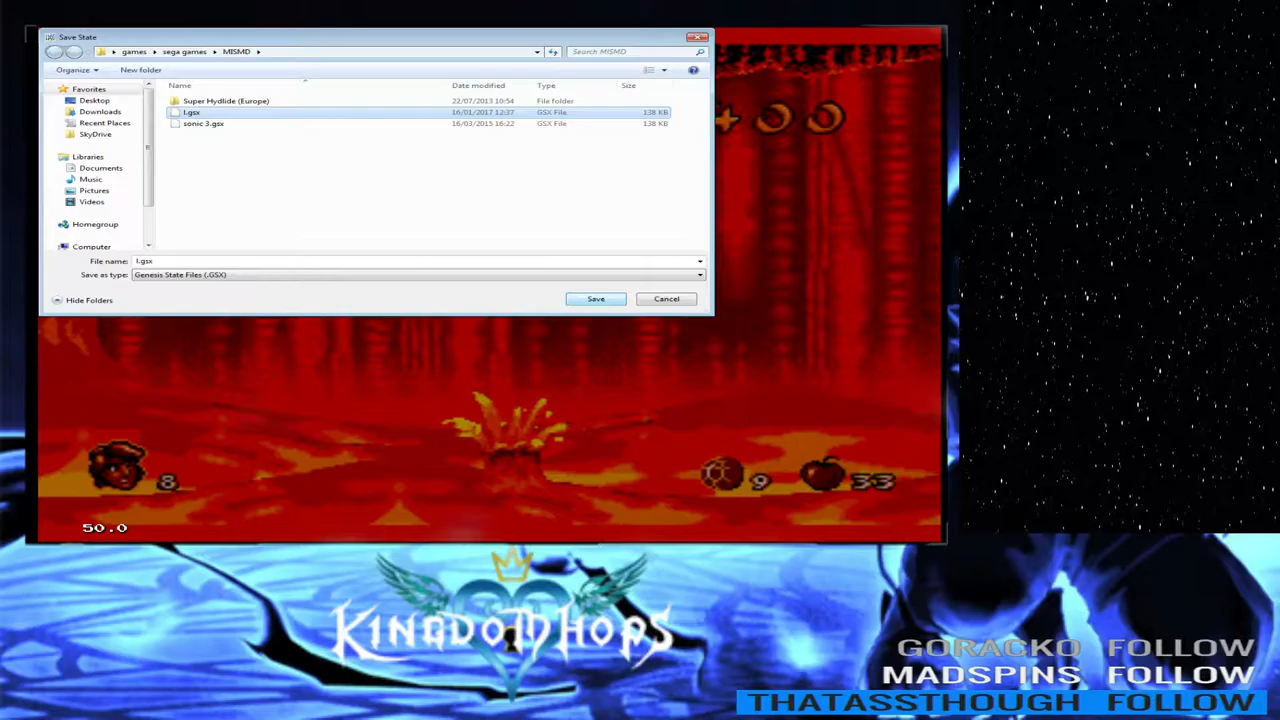 Save State
games ▸ sega games ▸ MISMD ▸
Search MISMD
Organize
New folder
Name
Date modified
Type
Size
Favorites
Desktop
Downloads
Recent Places
SkyDrive
Libraries
Documents
Music
Pictures
Videos
Homegroup
Computer
Super Hydlide (Europe) 22/07/2013 10:54 File folder
l.gsx 16/01/2017 12:37 GSX File 138 KB
sonic 3.gsx 16/03/2015 16:22 GSX File 138 KB
File name: l.gsx
Save as type: Genesis State Files (.GSX)
Hide Folders
Save
Cancel
8
9
33
50.0
KINGDOMHOPS
GORACKO FOLLOW
MADSPINS FOLLOW
THATASSTHOUGH FOLLOW